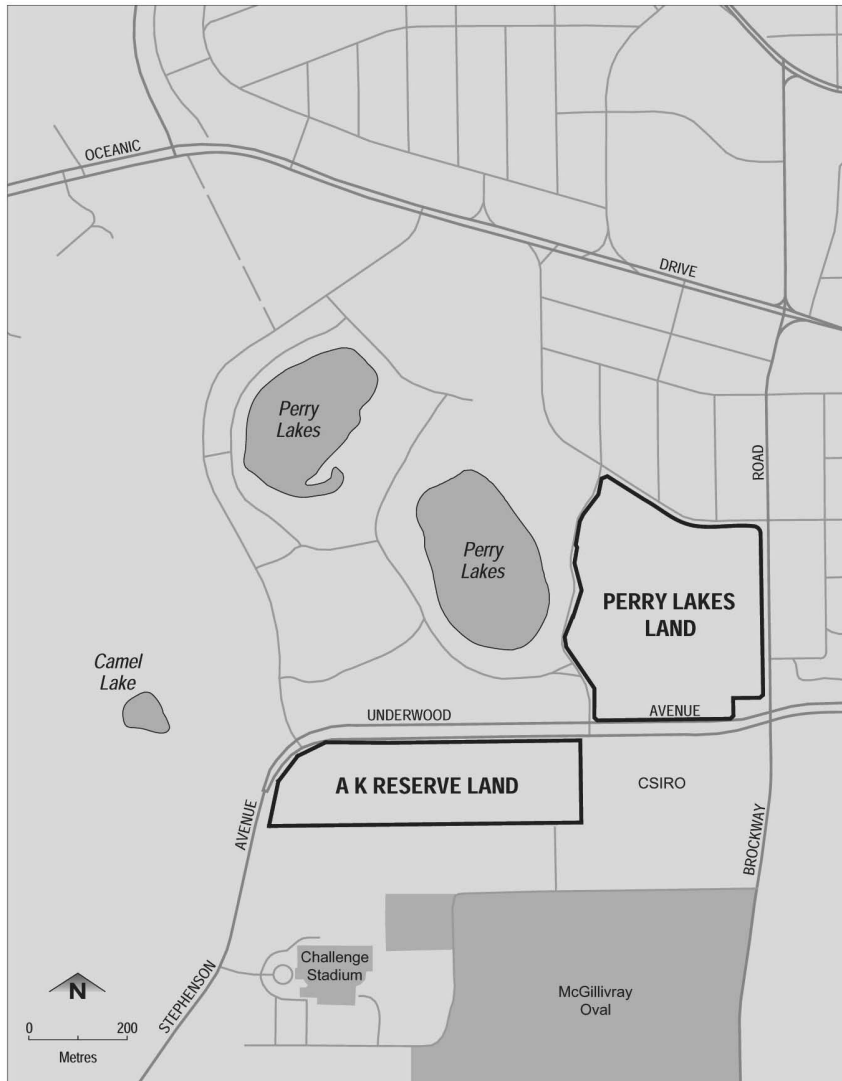 OCEANIC
DRIVE
Perry
Lakes
ROAD
Perry
Lakes
PERRY LAKES
LAND
Camel
Lake
UNDERWOOD
AVENUE
A K RESERVE LAND
CSIRO
AVENUE
BROCKWAY
Challenge
Stadium
STEPHENSON
McGillivray
Oval
N
0 200
Metres